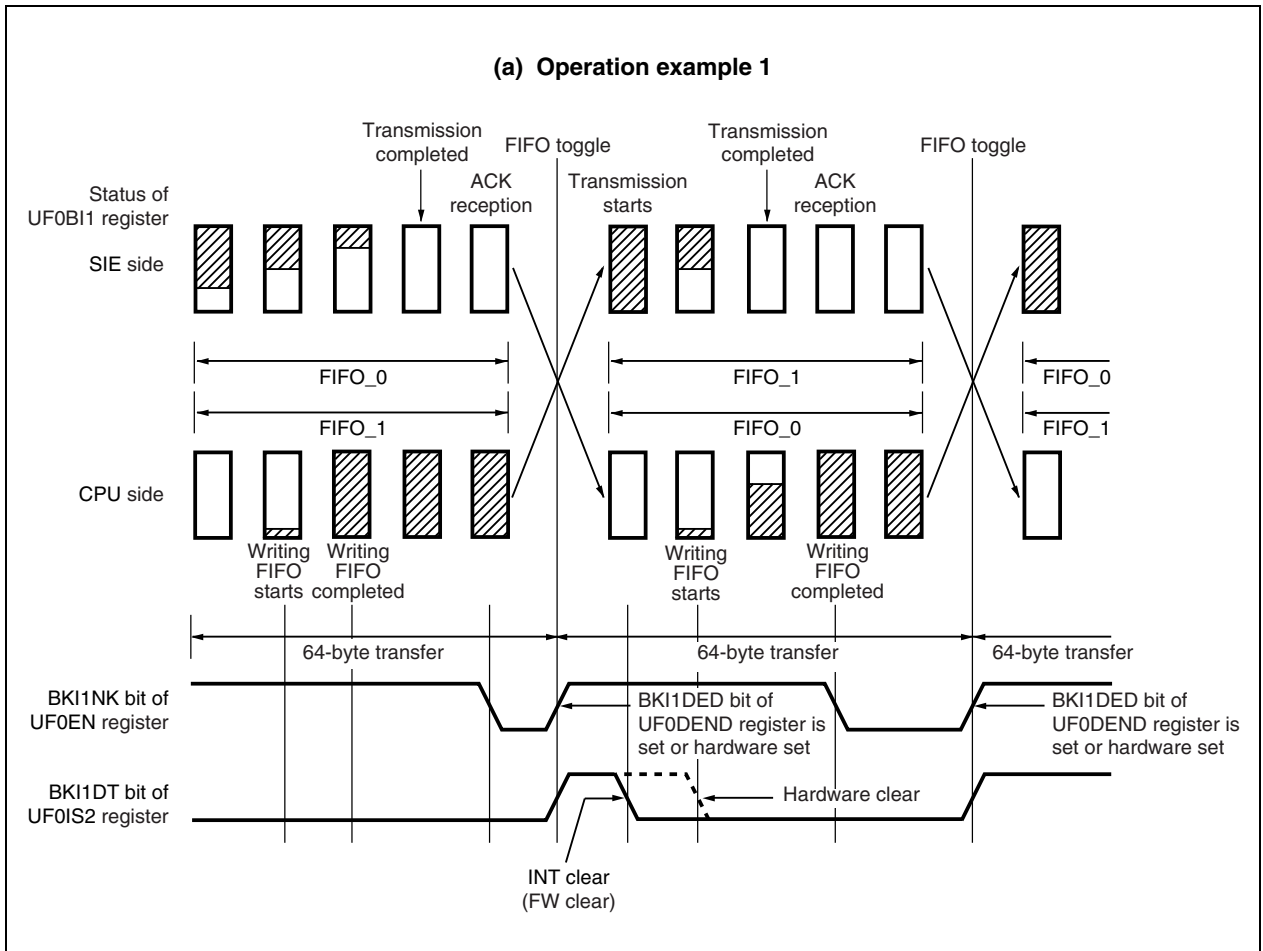 (a) Operation example 1
Transmission
completed
FIFO toggle
Transmission
completed
FIFO toggle
Status of
UF0BI1 register
ACK
reception
Transmission
starts
ACK
reception
SIE side
FIFO_0
FIFO_1
FIFO_0
FIFO_1
FIFO_0
FIFO_1
CPU side
Writing
FIFO
starts
Writing
FIFO
completed
Writing
FIFO
starts
Writing
FIFO
completed
64-byte transfer
64-byte transfer
64-byte transfer
BKI1NK bit of
UF0EN register
BKI1DED bit of
UF0DEND register is
set or hardware set
BKI1DED bit of
UF0DEND register is
set or hardware set
BKI1DT bit of
UF0IS2 register
Hardware clear
INT clear
(FW clear)